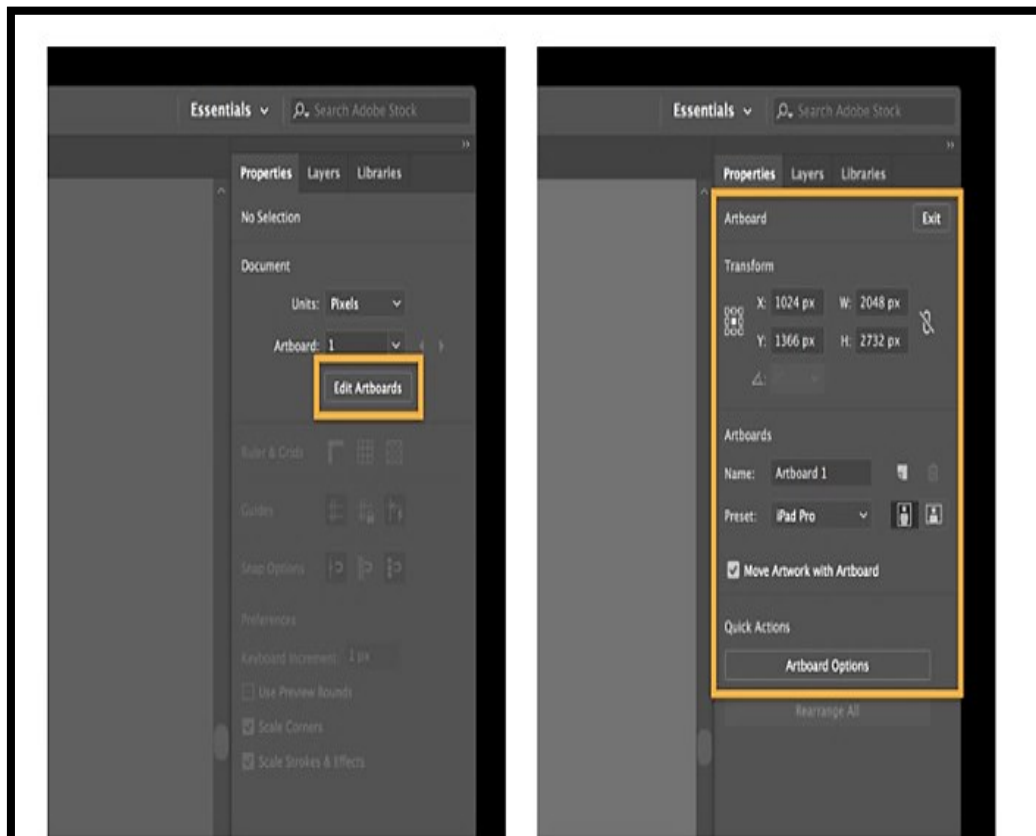 Essentials
Search Adobe Stock
Properties Layers Libraries
No Selection
Document
Units: Pixels
Artboard: 1
Edit Artboards
Ruler & Grids
Guides
Snap Options
Preferences
Keyboard Increment: 1 px
Use Preview Bounds
Scale Corners
Scale Strokes & Effects
Essentials
Search Adobe Stock
Properties Layers Libraries
Artboard Exit
Transform
X: 1024 px W: 2048 px
Y: 1366 px H: 2732 px
Artboards
Name: Artboard 1
Preset: iPad Pro
Move Artwork with Artboard
Quick Actions
Artboard Options
Rearrange All